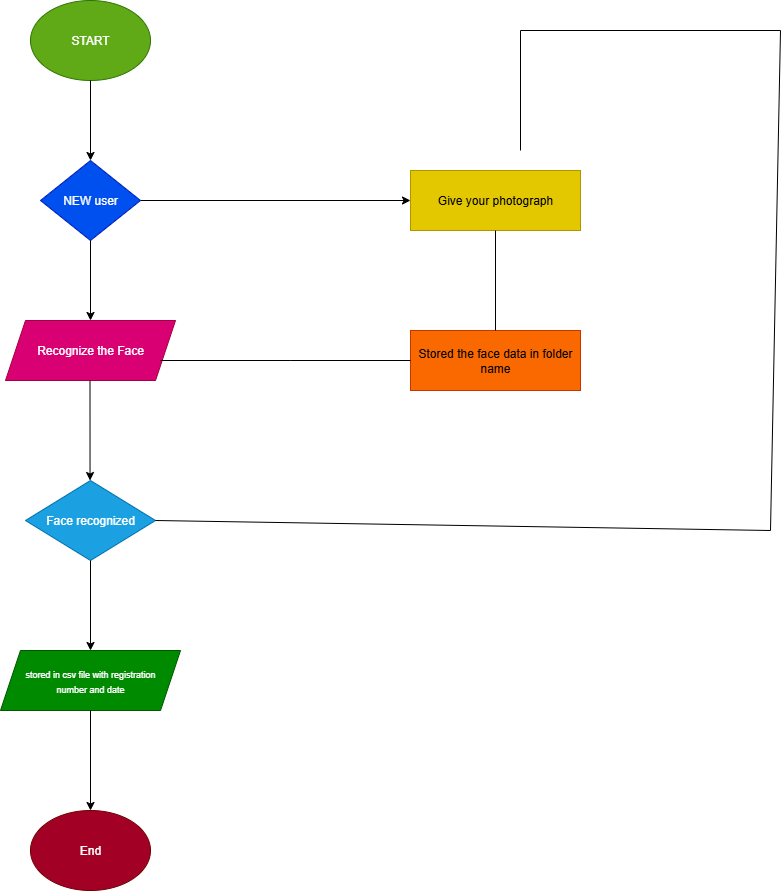 START
NEW user
Give your photograph
Recognize the Face
Stored the face data in folder
name
Face recognized
stored in csv file with registration
number and date
End